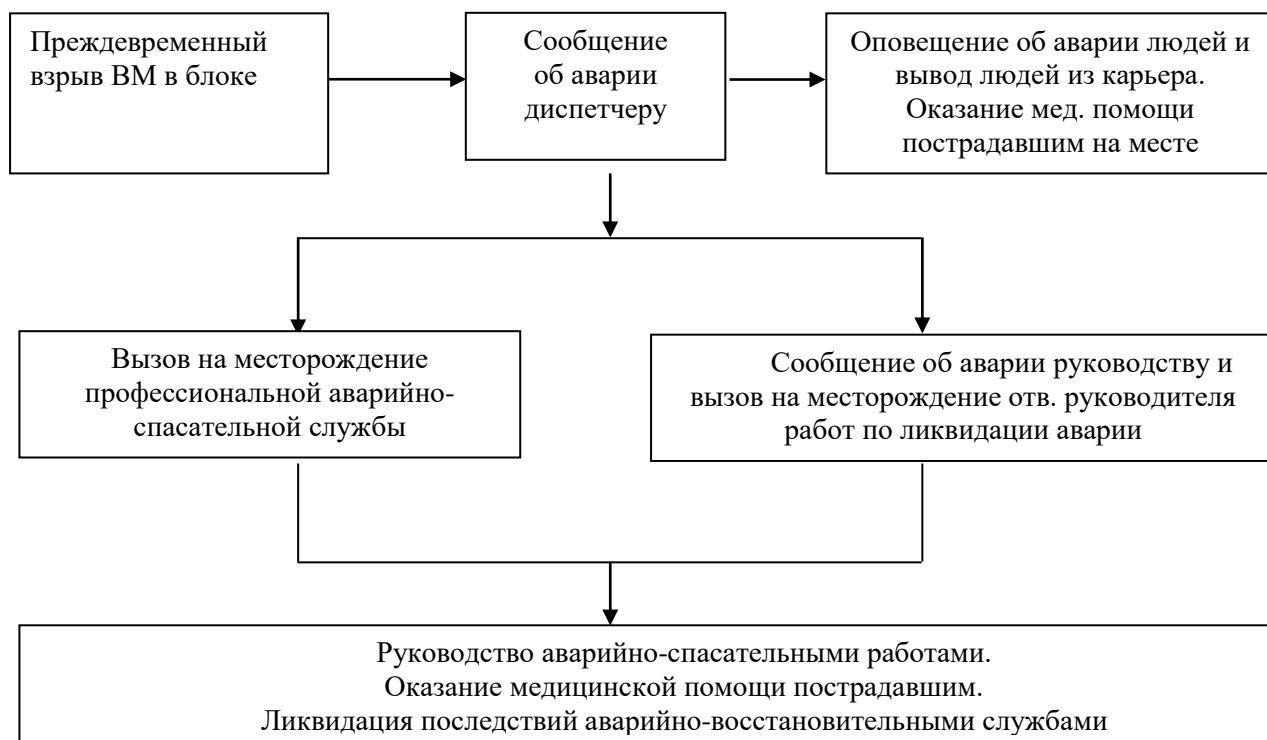 Преждевременный
взрыв ВМ в блоке
Сообщение
об аварии
диспетчеру
Оповещение об аварии людей и
вывод людей из карьера.
Оказание мед. помощи
пострадавшим на месте
Вызов на месторождение
профессиональной аварийно-
спасательной службы
Сообщение об аварии руководству и
вызов на месторождение отв. руководителя
работ по ликвидации аварии
Руководство аварийно-спасательными работами.
Оказание медицинской помощи пострадавшим.
Ликвидация последствий аварийно-восстановительными службами